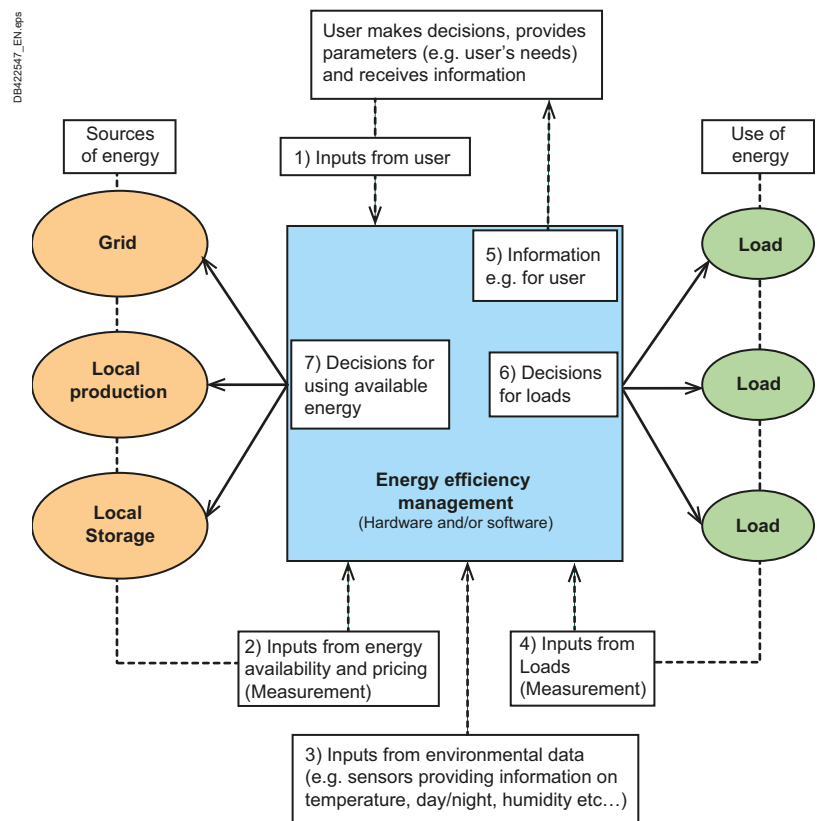 DB422547_EN.eps
User makes decisions, provides
parameters (e.g. user's needs)
and receives information
Sources
of energy
1) Inputs from user
Use of
energy
Grid
5) Information
e.g. for user
Load
Local
production
7) Decisions for
using available
energy
6) Decisions
for loads
Load
Energy efficiency
management
(Hardware and/or software)
Local
Storage
Load
2) Inputs from energy
availability and pricing
(Measurement)
4) Inputs from
Loads
(Measurement)
3) Inputs from environmental data
(e.g. sensors providing information on
temperature, day/night, humidity etc…)